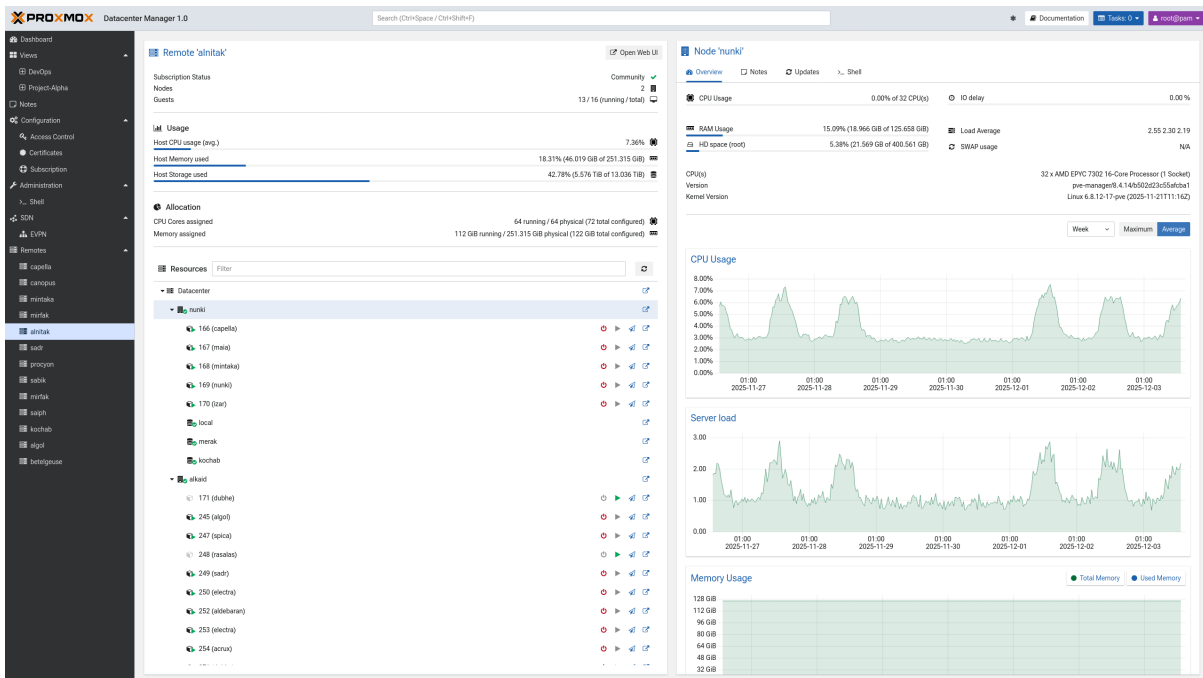 PROXMOX Datacenter Manager 1.0
Search (Ctrl+Space / Ctrl+Shift+F)
Documentation
Tasks: 0
root@pam
Dashboard
Views
DevOps
Project-Alpha
Notes
Configuration
Access Control
Certificates
Subscription
Administration
Shell
SDN
EVPN
Remotes
capella
canopus
mintaka
mirfak
alnitak
sadr
procyon
sabik
mirfak
saiph
kochab
algol
betelgeuse
Remote 'alnitak'
Open Web UI
Subscription Status Community
Nodes 2
Guests 13 / 16 (running / total)
Usage
Host CPU usage (avg.) 7.36%
Host Memory used 18.31% (46.019 GiB of 251.315 GiB)
Host Storage used 42.78% (5.576 TiB of 13.036 TiB)
Allocation
CPU Cores assigned 64 running / 64 physical (72 total configured)
Memory assigned 112 GiB running / 251.315 GiB physical (122 GiB total configured)
Resources Filter
Datacenter
nunki
166 (capella)
167 (maia)
168 (mintaka)
169 (nunki)
170 (izar)
local
merak
kochab
alkaid
171 (dubhe)
245 (algol)
247 (spica)
248 (rasalas)
249 (sadr)
250 (electra)
252 (aldebaran)
253 (electra)
254 (acrux)
Node 'nunki'
Overview Notes Updates Shell
CPU Usage 0.00% of 32 CPU(s)
IO delay 0.00 %
RAM Usage 15.09% (18.966 GiB of 125.658 GiB)
Load Average 2.55 2.30 2.19
HD space (root) 5.38% (21.569 GB of 400.561 GB)
SWAP usage N/A
CPU(s) 32 x AMD EPYC 7302 16-Core Processor (1 Socket)
Version pve-manager/8.4.14/b502d23c55afcba1
Kernel Version Linux 6.8.12-17-pve (2025-11-21T11:16Z)
Week Maximum Average
CPU Usage
8.00%
7.00%
6.00%
5.00%
4.00%
3.00%
2.00%
1.00%
0.00%
01:00 01:00 01:00 01:00 01:00 01:00 01:00
2025-11-27 2025-11-28 2025-11-29 2025-11-30 2025-12-01 2025-12-02 2025-12-03
Server load
3.00
2.00
1.00
0.00
01:00 01:00 01:00 01:00 01:00 01:00 01:00
2025-11-27 2025-11-28 2025-11-29 2025-11-30 2025-12-01 2025-12-02 2025-12-03
Memory Usage
Total Memory Used Memory
128 GiB
112 GiB
96 GiB
80 GiB
64 GiB
48 GiB
32 GiB